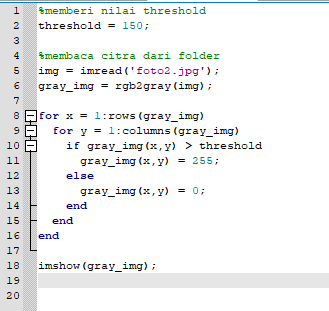 1 %memberi nilai threshold
2 threshold = 150;
3
4 %membaca citra dari folder
5 img = imread('foto2.jpg');
6 gray_img = rgb2gray(img);
7
8 for x = 1:rows(gray_img)
9 for y = 1:columns(gray_img)
10 if gray_img(x,y) > threshold
11 gray_img(x,y) = 255;
12 else
13 gray_img(x,y) = 0;
14 end
15 end
16 end
17
18 imshow(gray_img);
19
20